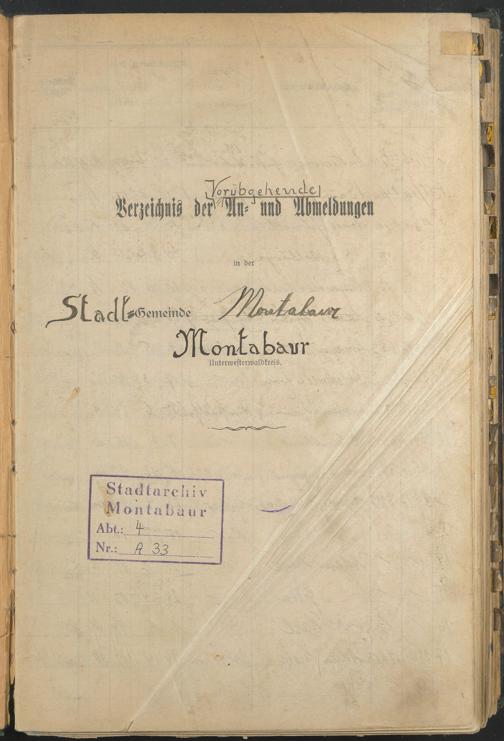 Vorübgehende
Verzeichnis der An- und Abmeldungen
in der
Stadt-Gemeinde Montabaur
Montabaur
Unterwesterwaldkreis.
Stadtarchiv
Montabaur
Abt.: 4
Nr.: A 33